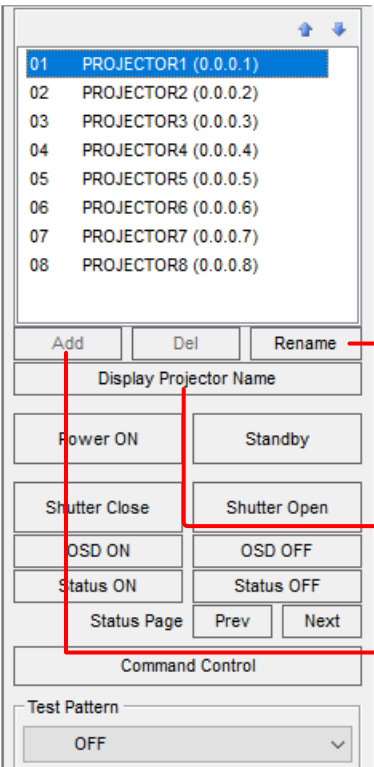 01 PROJECTOR1 (0.0.0.1)
02 PROJECTOR2 (0.0.0.2)
03 PROJECTOR3 (0.0.0.3)
04 PROJECTOR4 (0.0.0.4)
05 PROJECTOR5 (0.0.0.5)
06 PROJECTOR6 (0.0.0.6)
07 PROJECTOR7 (0.0.0.7)
08 PROJECTOR8 (0.0.0.8)
Add Del Rename
Display Projector Name
Power ON Standby
Shutter Close Shutter Open
OSD ON OSD OFF
Status ON Status OFF
Status Page Prev Next
Command Control
Test Pattern
OFF